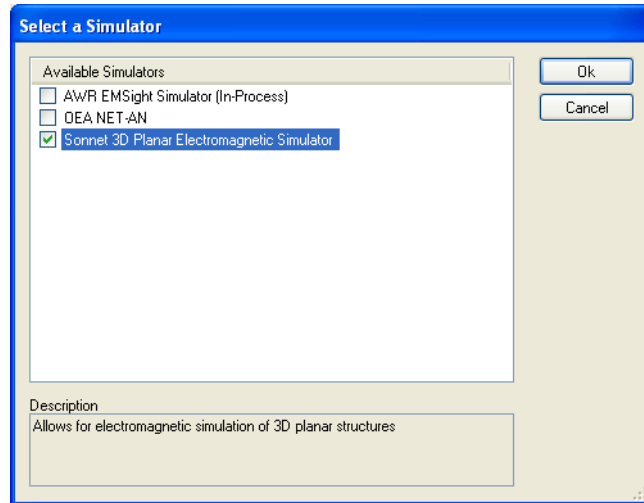 Select a Simulator
Available Simulators
Ok
AWR EMSight Simulator (In-Process)
Cancel
OEA NET-AN
Sonnet 3D Planar Electromagnetic Simulator
Description
Allows for electromagnetic simulation of 3D planar structures